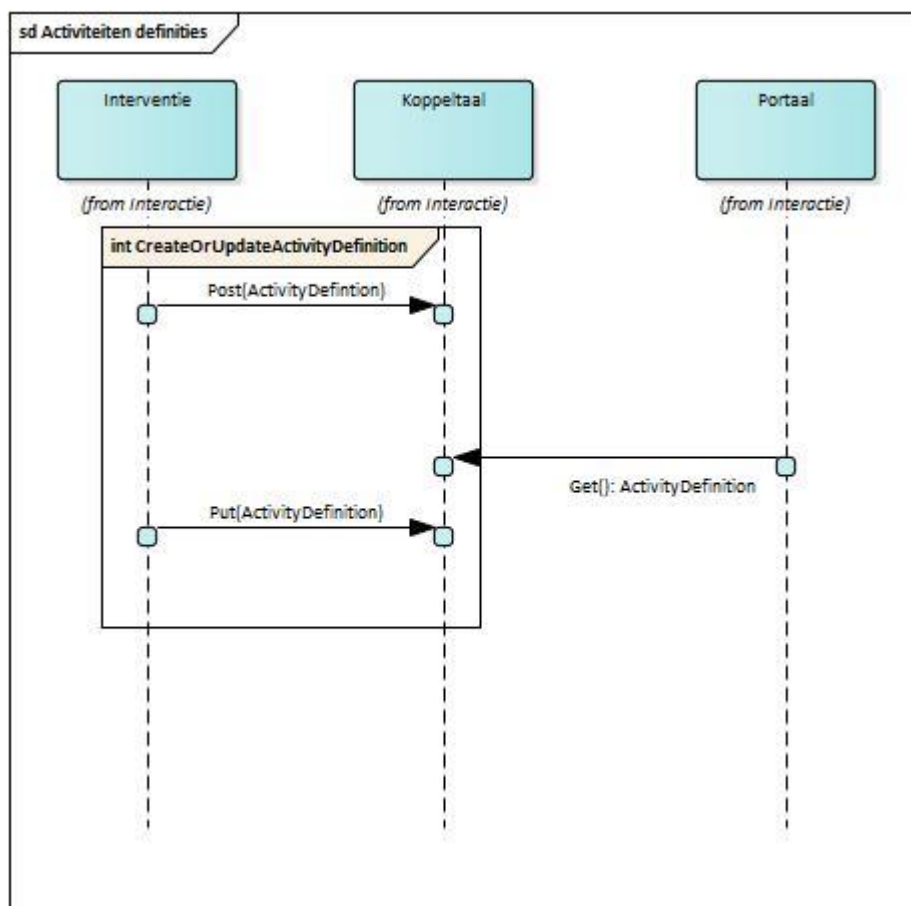 sd Activiteiten definities
Interventie
Koppeltaal
Portaal
(from Interactie)
(from Interactie)
(from Interactie)
int CreateOrUpdateActivityDefinition
Post(ActivityDefintion)
Get(): ActivityDefinition
Put(ActivityDefinition)